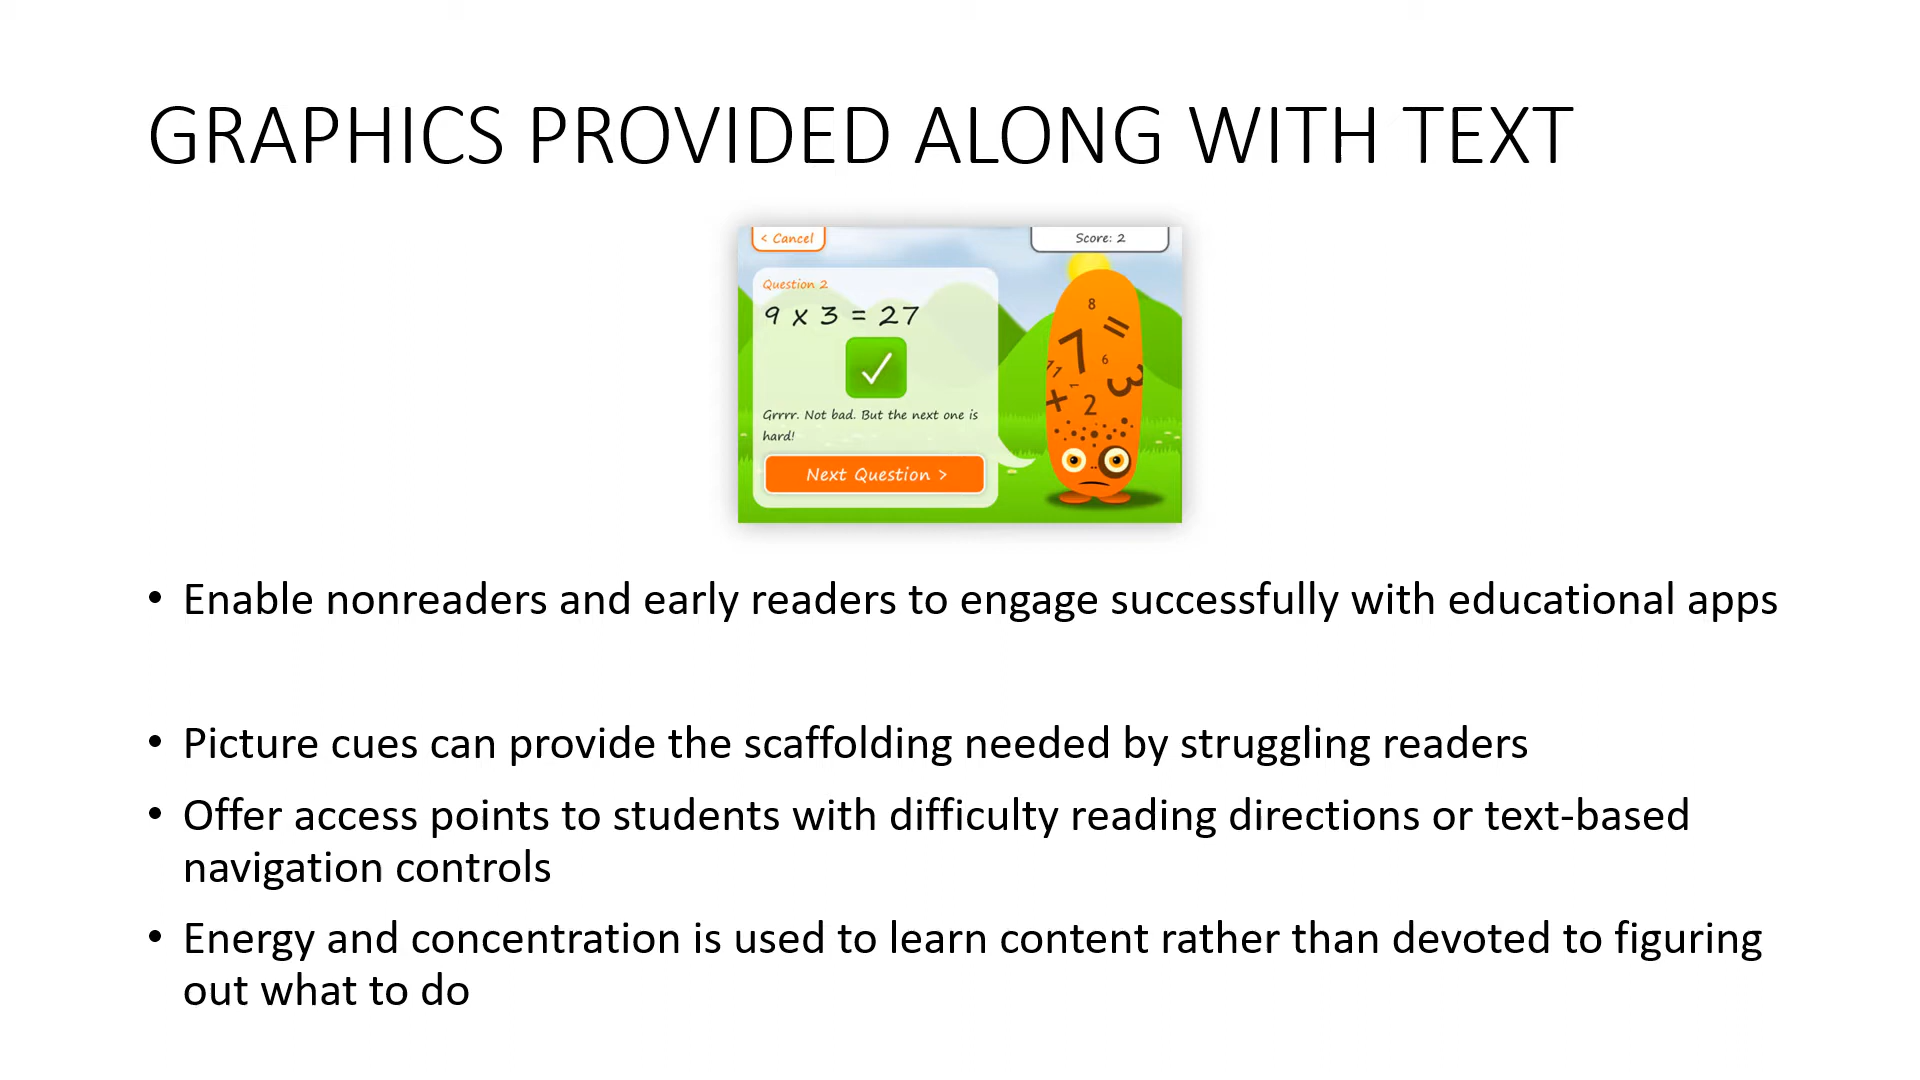 GRAPHICS PROVIDED ALONG WITH TEXT
< Cancel
Score: 2
Question 2
9 x 3 = 27
Grrrr. Not bad. But the next one is
hard!
Next Question >
8
=
7
6
11
1
3
+
2
• Enable nonreaders and early readers to engage successfully with educational apps
• Picture cues can provide the scaffolding needed by struggling readers
• Offer access points to students with difficulty reading directions or text-based
navigation controls
• Energy and concentration is used to learn content rather than devoted to figuring
out what to do